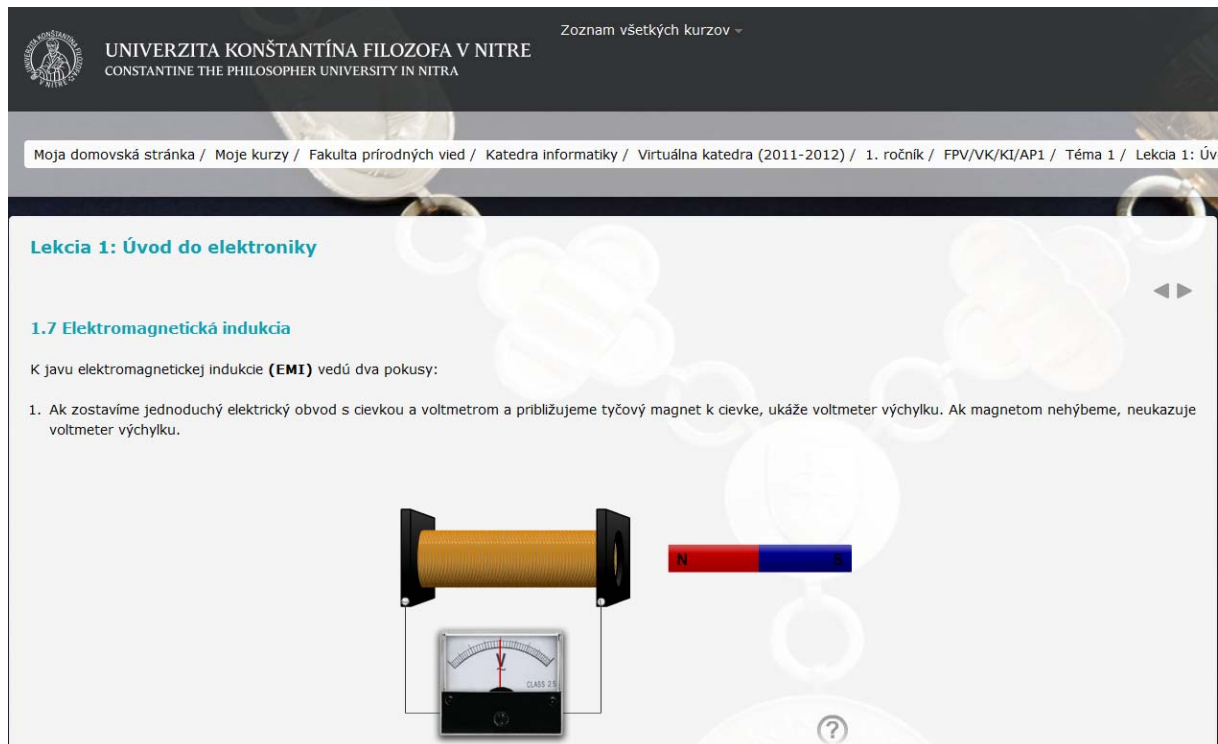 Zoznam všetkých kurzov
UNIVERZITA KONŠTANTÍNA FILOZOFA V NITRE
CONSTANTINE THE PHILOSOPHER UNIVERSITY IN NITRA
Moja domovská stránka / Moje kurzy / Fakulta prírodných vied / Katedra informatiky / Virtuálna katedra (2011-2012) / 1. ročník / FPV/VK/KI/AP1 / Téma 1 / Lekcia 1: Úv
Lekcia 1: Úvod do elektroniky
1.7 Elektromagnetická indukcia
K javu elektromagnetickej indukcie (EMI) vedú dva pokusy:
1. Ak zostavíme jednoduchý elektrický obvod s cievkou a voltmetrom a približujeme tyčový magnet k cievke, ukáže voltmeter výchylku. Ak magnetom nehýbeme, neukazuje
voltmeter výchylku.
N S
V
CLASS 2.5
?